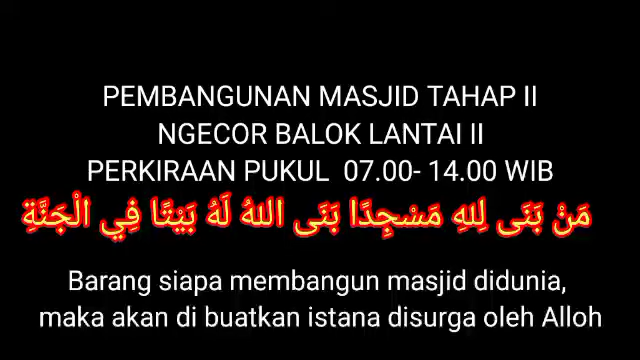 PEMBANGUNAN MASJID TAHAP II
NGECOR BALOK LANTAI II
PERKIRAAN PUKUL 07.00- 14.00 WIB
مَنْ بَنَى لِلهِ مَسْجِدًا بَنَى اللهُ لَهُ بَيْتًا فِي الْجَنَّةِ
Barang siapa membangun masjid didunia,
maka akan di buatkan istana disurga oleh Alloh